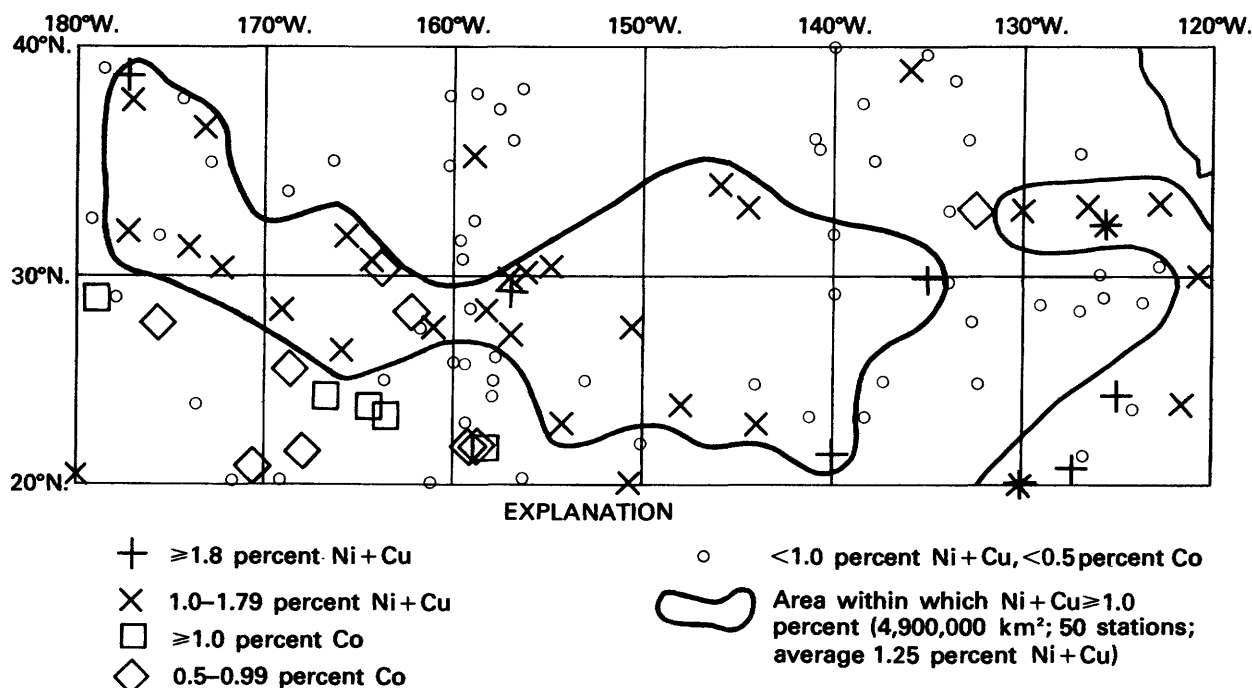 180°W. 170°W. 160°W. 150°W. 140°W. 130°W. 120°W.
40°N.
30°N.
20°N.
EXPLANATION
≥1.8 percent Ni+Cu
1.0–1.79 percent Ni+Cu
≥1.0 percent Co
0.5–0.99 percent Co
<1.0 percent Ni+Cu, <0.5 percent Co
Area within which Ni+Cu≥1.0
percent (4,900,000 km²; 50 stations;
average 1.25 percent Ni+Cu)